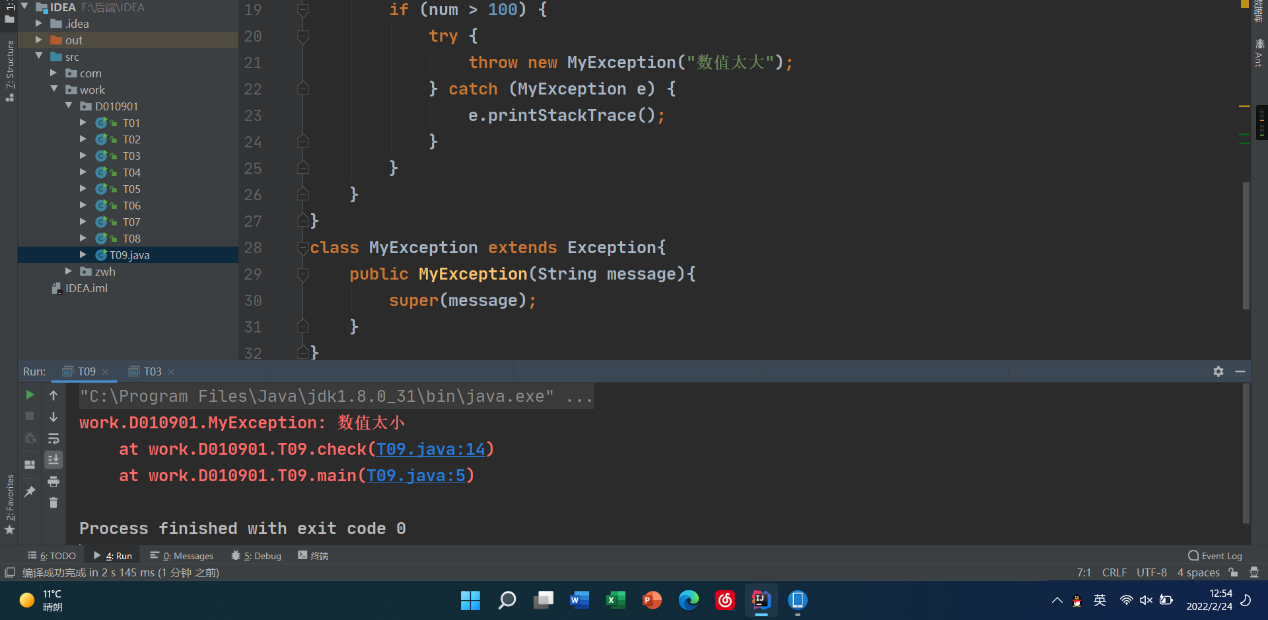 IDEA F:\后端\IDEA
.idea
out
src
com
work
D010901
T01
T02
T03
T04
T05
T06
T07
T08
T09.java
zwh
IDEA.iml
1:
7: Structure
2: Favorites
Ant
19 if (num > 100) {
20 try {
21 throw new MyException("数值太大");
22 } catch (MyException e) {
23 e.printStackTrace();
24 }
25 }
26 }
27 }
28 class MyException extends Exception{
29 public MyException(String message){
30 super(message);
31 }
32 }
Run: T09 T03
"C:\Program Files\Java\jdk1.8.0_31\bin\java.exe" ...
work.D010901.MyException: 数值太小
at work.D010901.T09.check(T09.java:14)
at work.D010901.T09.main(T09.java:5)
Process finished with exit code 0
6: TODO 4: Run 0: Messages 5: Debug 终端 Event Log
编译成功完成 in 2 s 145 ms (1 分钟 之前) 7:1 CRLF UTF-8 4 spaces
11°C
晴朗
英
12:54
2022/2/24